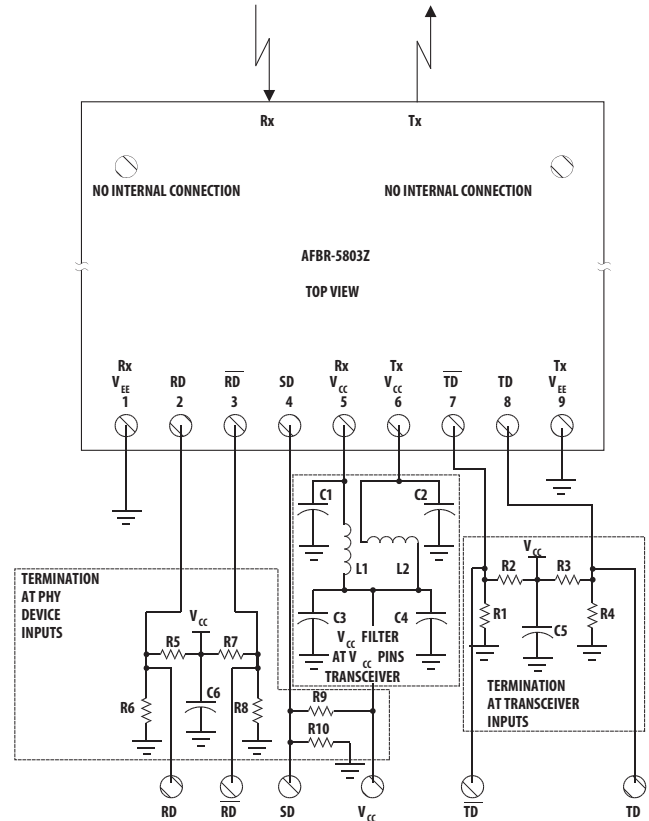 Rx Tx
NO INTERNAL CONNECTION NO INTERNAL CONNECTION
AFBR-5803Z
TOP VIEW
Rx Rx Tx Tx
VEE RD RD SD VCC VCC TD TD VEE
1 2 3 4 5 6 7 8 9
C1 C2
L1 L2
TERMINATION
AT PHY
DEVICE
INPUTS
VCC
R5 R7
C6
R6 R8
C3 C4
VCC FILTER
AT VCC PINS
TRANSCEIVER
R9
R10
VCC
R2 R3
R1 C5 R4
TERMINATION
AT TRANSCEIVER
INPUTS
RD RD SD VCC TD TD